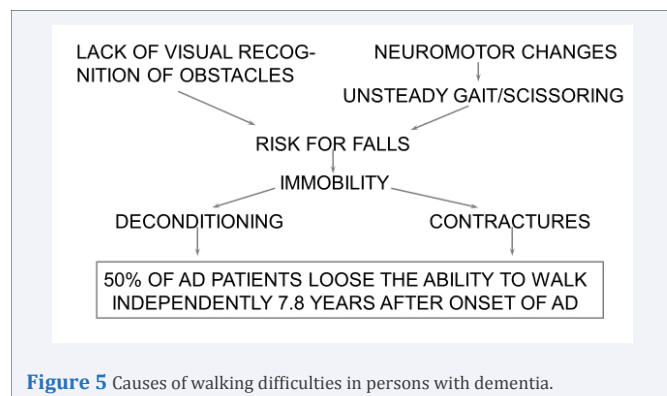 LACK OF VISUAL RECOG-
NITION OF OBSTACLES
NEUROMOTOR CHANGES
UNSTEADY GAIT/SCISSORING
RISK FOR FALLS
IMMOBILITY
DECONDITIONING
CONTRACTURES
50% OF AD PATIENTS LOOSE THE ABILITY TO WALK
INDEPENDENTLY 7.8 YEARS AFTER ONSET OF AD
Figure 5 Causes of walking difficulties in persons with dementia.